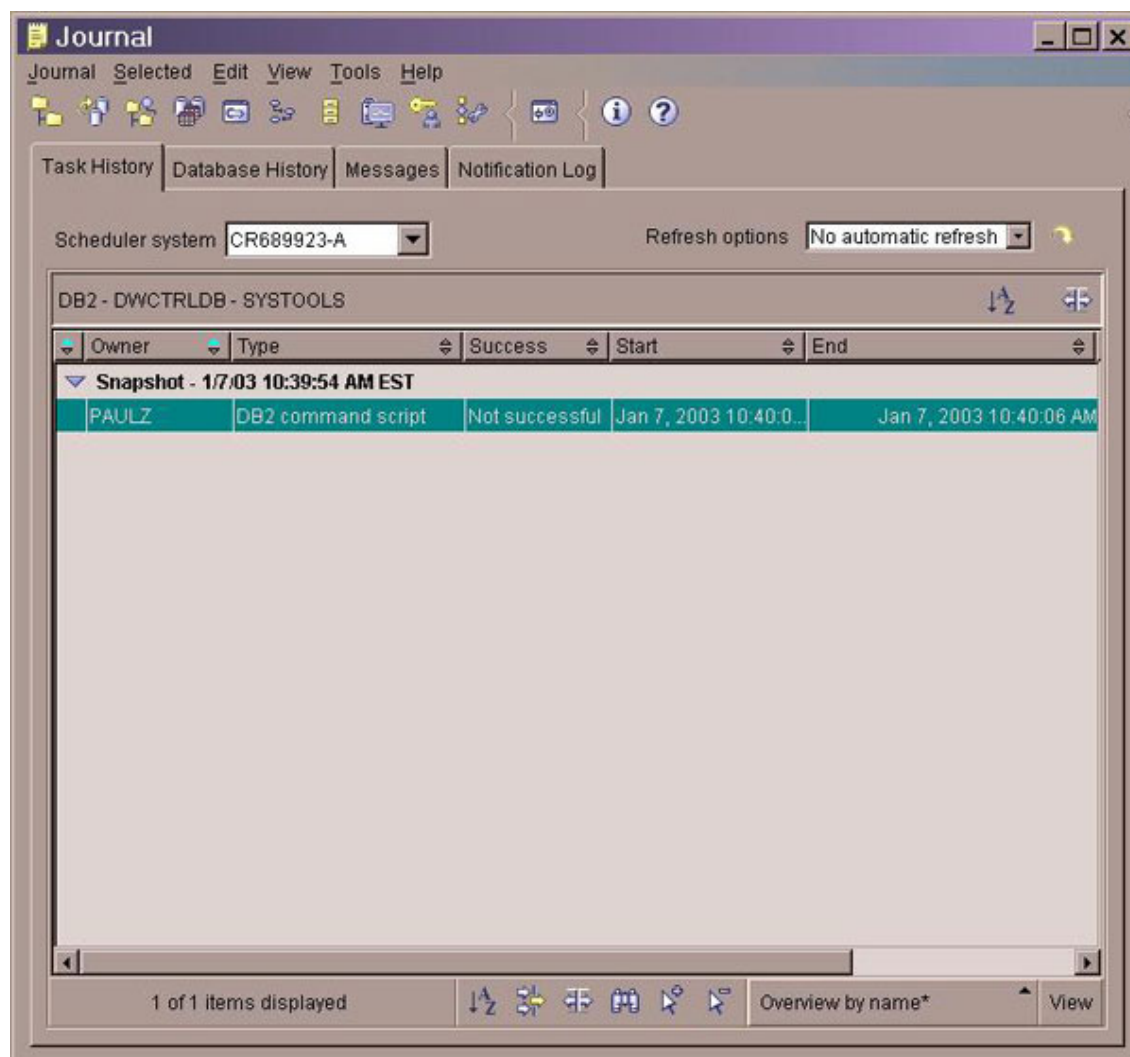 Journal
Journal Selected Edit View Tools Help
Task History Database History Messages Notification Log
Scheduler system CR689923-A Refresh options No automatic refresh
DB2 - DWCTRLDB - SYSTOOLS
Owner Type Success Start End
Snapshot - 1/7/03 10:39:54 AM EST
PAULZ DB2 command script Not successful Jan 7, 2003 10:40:0... Jan 7, 2003 10:40:06 AM
1 of 1 items displayed Overview by name* View